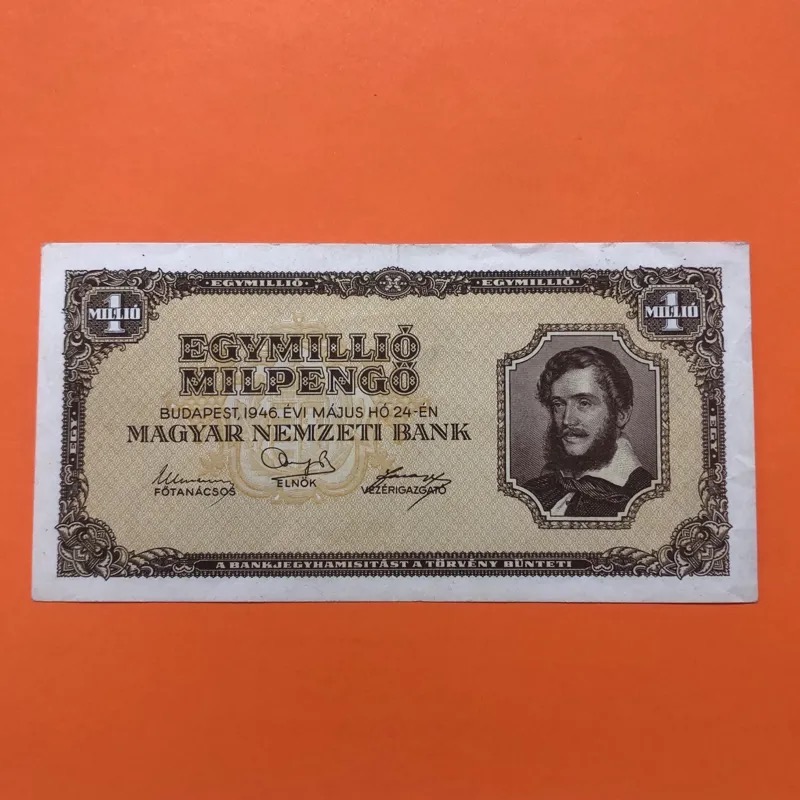 EGYMILLIÓ EGYMILLIÓ
1 MILLIÓ 1 MILLIÓ
EGYMILLIÓ
MILPENGŐ
BUDAPEST, 1946. ÉVI MÁJUS HÓ 24-ÉN
MAGYAR NEMZETI BANK
FŐTANÁCSOS ELNÖK VEZÉRIGAZGATÓ
A BANKJEGYHAMISITÁST A TÖRVÉNY BÜNTETI